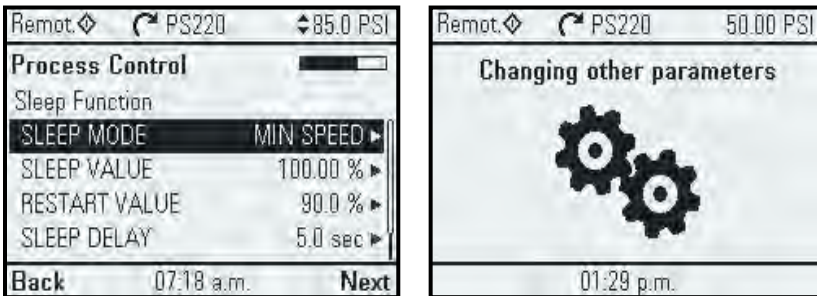 Remot. PS220 85.0 PSI
Process Control
Sleep Function
SLEEP MODE MIN SPEED
SLEEP VALUE 100.00 %
RESTART VALUE 90.0 %
SLEEP DELAY 5.0 sec
Back 07:18 a.m. Next
Remot. PS220 50.00 PSI
Changing other parameters
01:29 p.m.